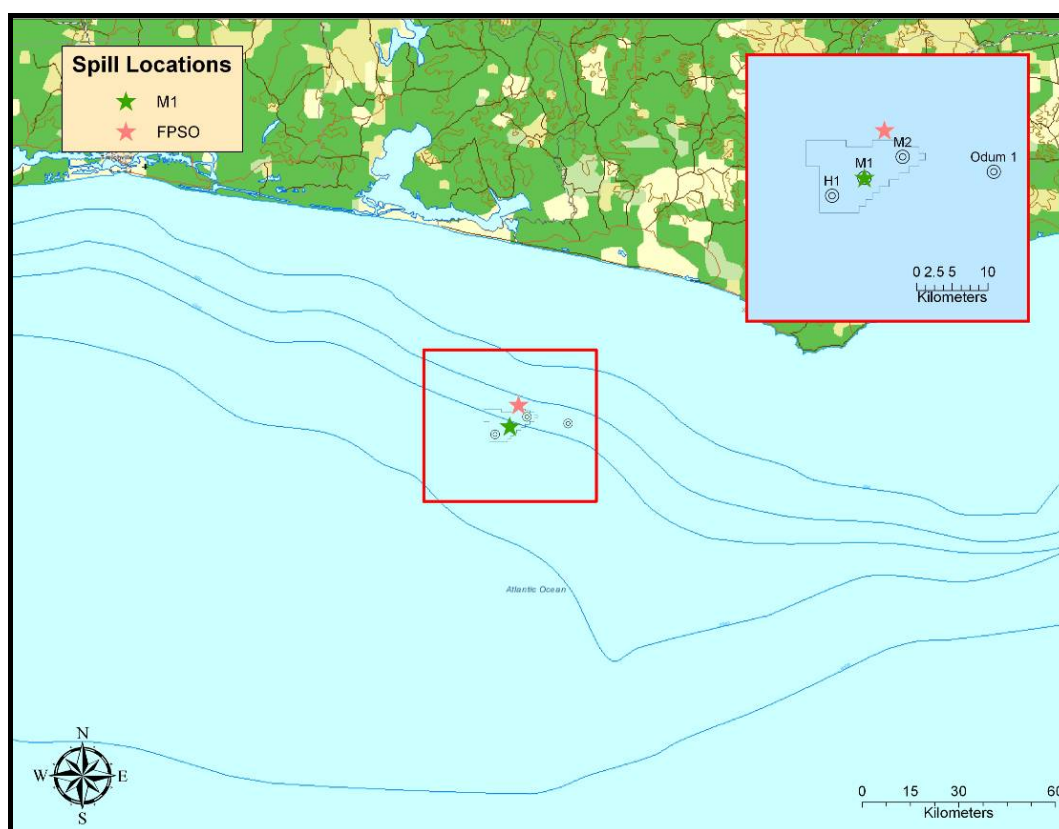 Spill Locations
M1
FPSO
M2
Odum 1
M1
H1
0 2.5 5 10
Kilometers
Atlantic Ocean
N
W E
S
0 15 30 60
Kilometers